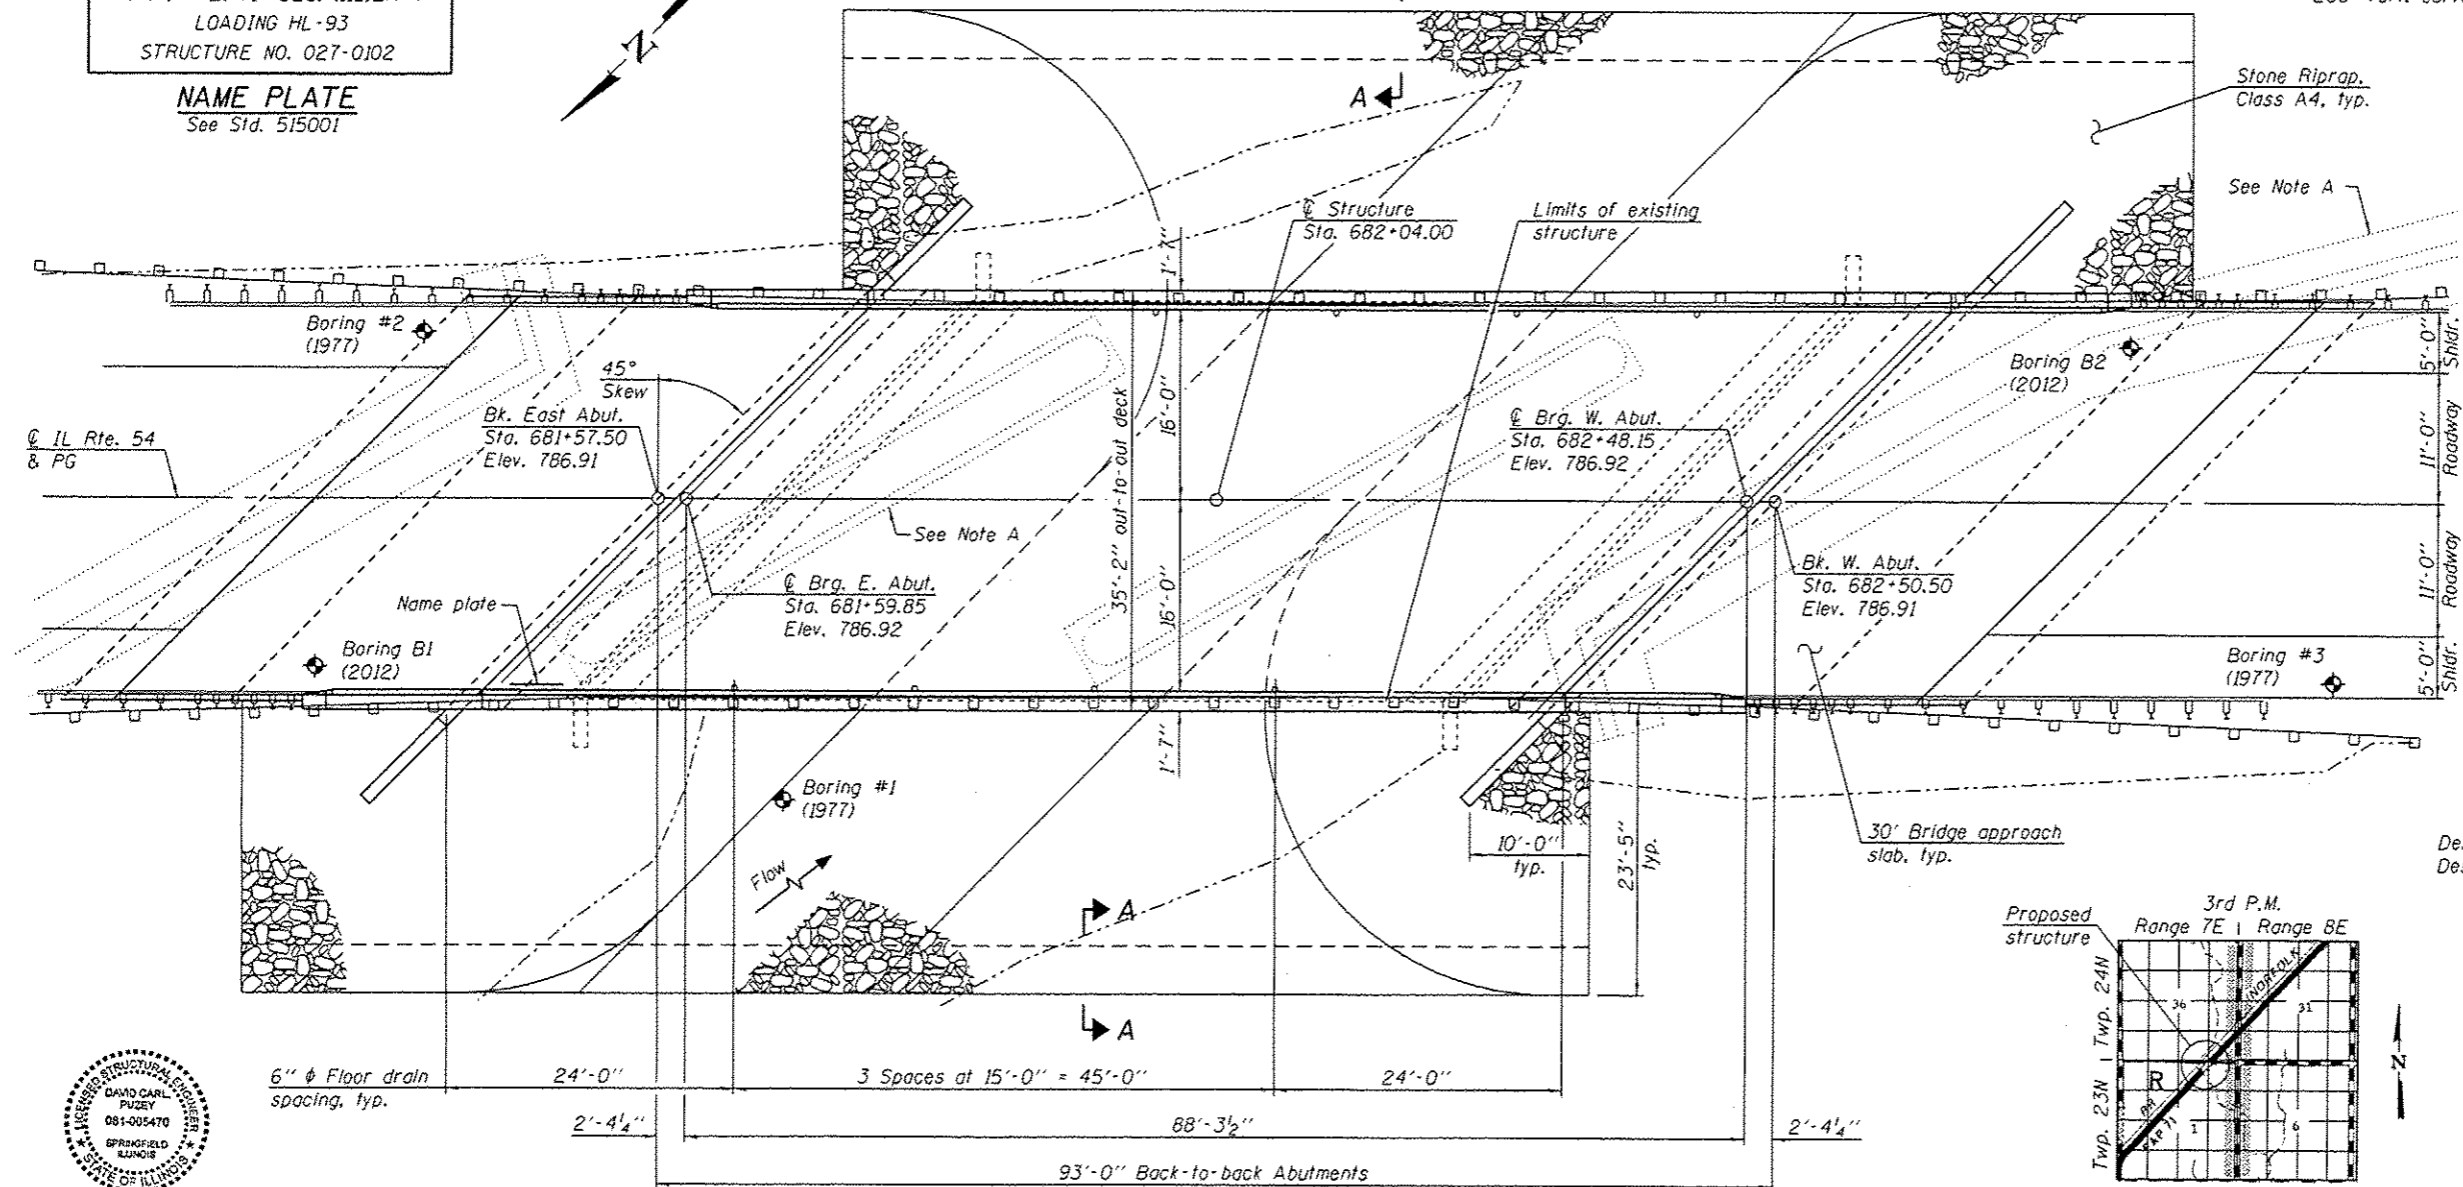 LOADING HL-93
STRUCTURE NO. 027-0102
NAME PLATE
See Std. 515001
N
A
Stone Riprap,
Class A4, typ.
See Note A
℄ Structure
Sta. 682+04.00
Limits of existing
structure
1'-7"
Boring #2
(1977)
45°
Skew
Bk. East Abut.
Sta. 681+57.50
Elev. 786.91
℄ IL Rte. 54
& PG
35'-2" out-to-out deck
16'-0"
16'-0"
℄ Brg. W. Abut.
Sta. 682+48.15
Elev. 786.92
Boring B2
(2012)
5'-0"
Shldr.
11'-0"
Roadway
11'-0"
Roadway
5'-0"
Shldr.
See Note A
℄ Brg. E. Abut.
Sta. 681+59.85
Elev. 786.92
Bk. W. Abut.
Sta. 682+50.50
Elev. 786.91
Name plate
Boring B1
(2012)
Boring #3
(1977)
1'-7"
Boring #1
(1977)
Flow
10'-0"
typ.
23'-5"
typ.
30' Bridge approach
slab, typ.
A
A
6" ϕ Floor drain
spacing, typ.
24'-0"
3 Spaces at 15'-0" = 45'-0"
24'-0"
2'-4¼"
88'-3½"
2'-4¼"
93'-0" Back-to-back Abutments
LICENSED STRUCTURAL ENGINEER
DAVID CARL
PUZEY
081-005470
SPRINGFIELD
ILLINOIS
STATE OF ILLINOIS
Proposed
structure
3rd P.M.
Range 7E
Range 8E
Twp. 24N
Twp. 23N
36
31
NORFOLK
R
1
6
FAP 71
N